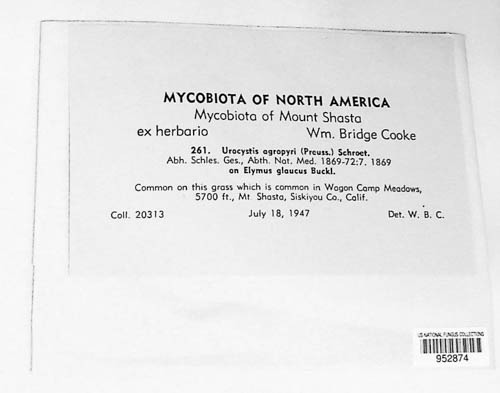 MYCOBIOTA OF NORTH AMERICA
Mycobiota of Mount Shasta
ex herbario Wm. Bridge Cooke
261. Urocystis agropyri (Preuss.) Schroet.
Abh. Schles. Ges., Abth. Nat. Med. 1869-72:7. 1869
on Elymus glaucus Buckl.
Common on this grass which is common in Wagon Camp Meadows,
5700 ft., Mt. Shasta, Siskiyou Co., Calif.
Coll. 20313 July 18, 1947 Det. W. B. C.
US NATIONAL FUNGUS COLLECTIONS
952874